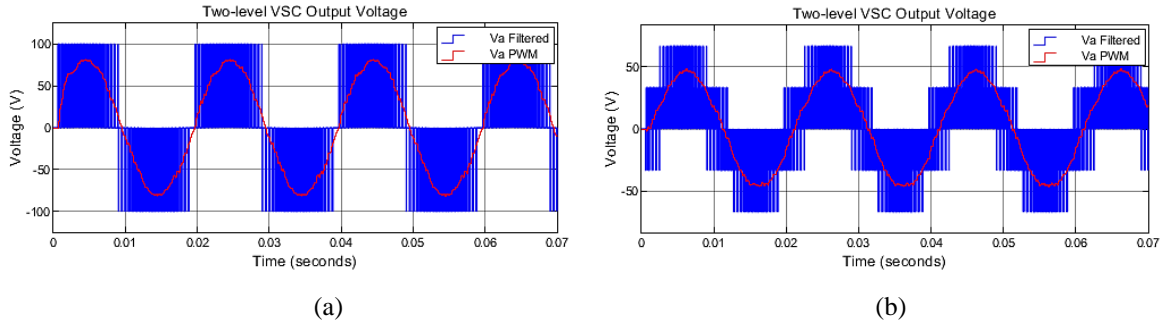 Two-level VSC Output Voltage
Va Filtered
Va PWM
100
50
0
-50
-100
Voltage (V)
0
0.01
0.02
0.03
0.04
0.05
0.06
0.07
Time (seconds)
(a)
Two-level VSC Output Voltage
Va Filtered
Va PWM
50
0
-50
Voltage (V)
0
0.01
0.02
0.03
0.04
0.05
0.06
0.07
Time (seconds)
(b)